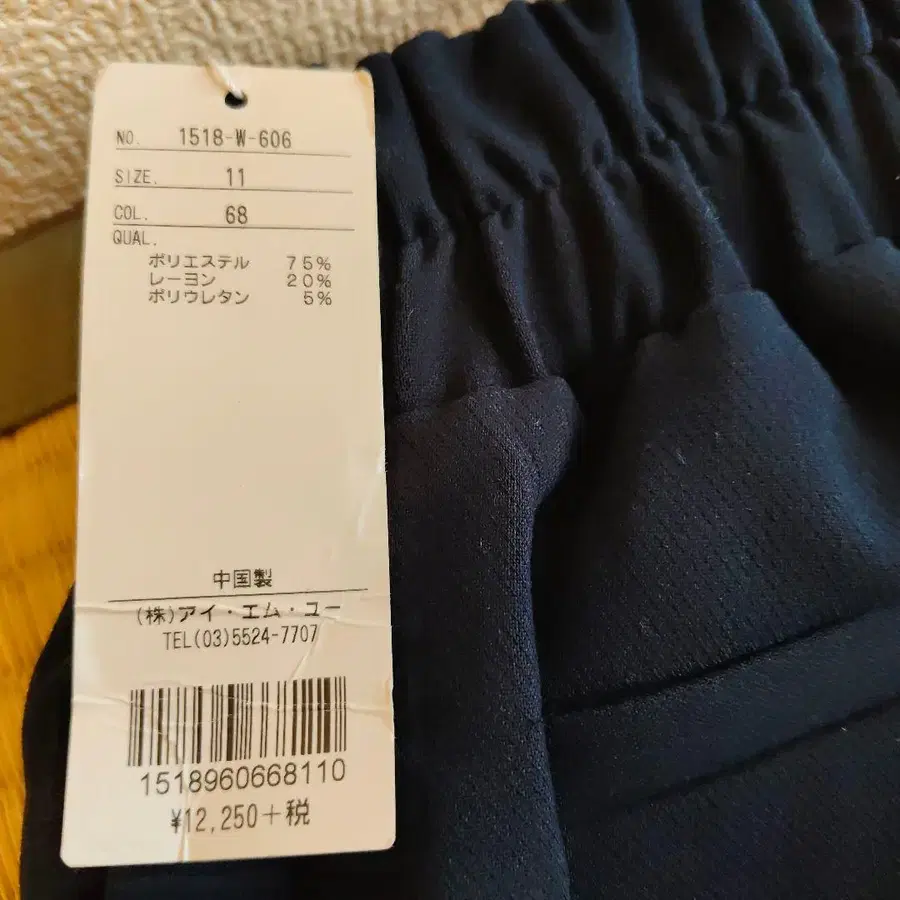 NO. 1518-W-606
SIZE. 11
COL. 68
QUAL.
ポリエステル 75%
レーヨン 20%
ポリウレタン 5%
中国製
(株)アイ・エム・ユー
TEL(03)5524-7707
1518960668110
¥12,250+税